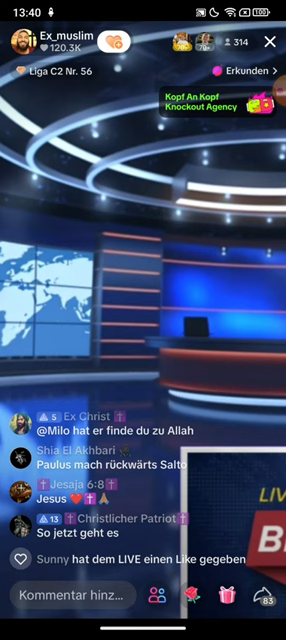 13:40
100
Ex_muslim
120.3K
314
Liga C2 Nr. 56
Erkunden
Kopf An Kopf
Knockout Agency
5 Ex Christ ✝️
@Milo hat er finde du zu Allah
Shia El Akhbari
Paulus mach rückwärts Salto
✝️Jesaja 6:8✝️
Jesus ❤️✝️🙏🏽
13 ✝️Christlicher Patriot✝️
So jetzt geht es
LIV
B
Sunny hat dem LIVE einen Like gegeben
Kommentar hinz...
83